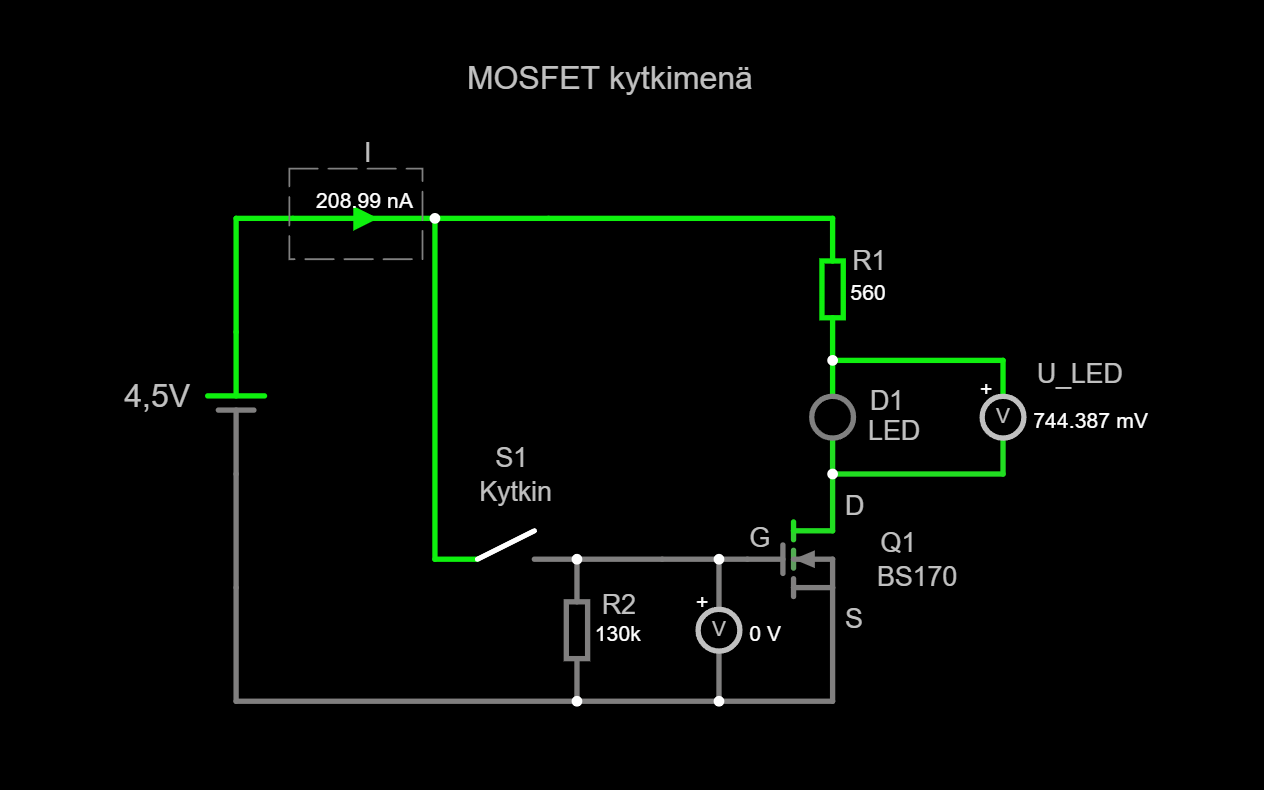 MOSFET kytkimenä
I
208.99 nA
R1
560
4,5V
U_LED
+
V
744.387 mV
D1
LED
S1
Kytkin
D
G
Q1
BS170
R2
130k
+
V
0 V
S